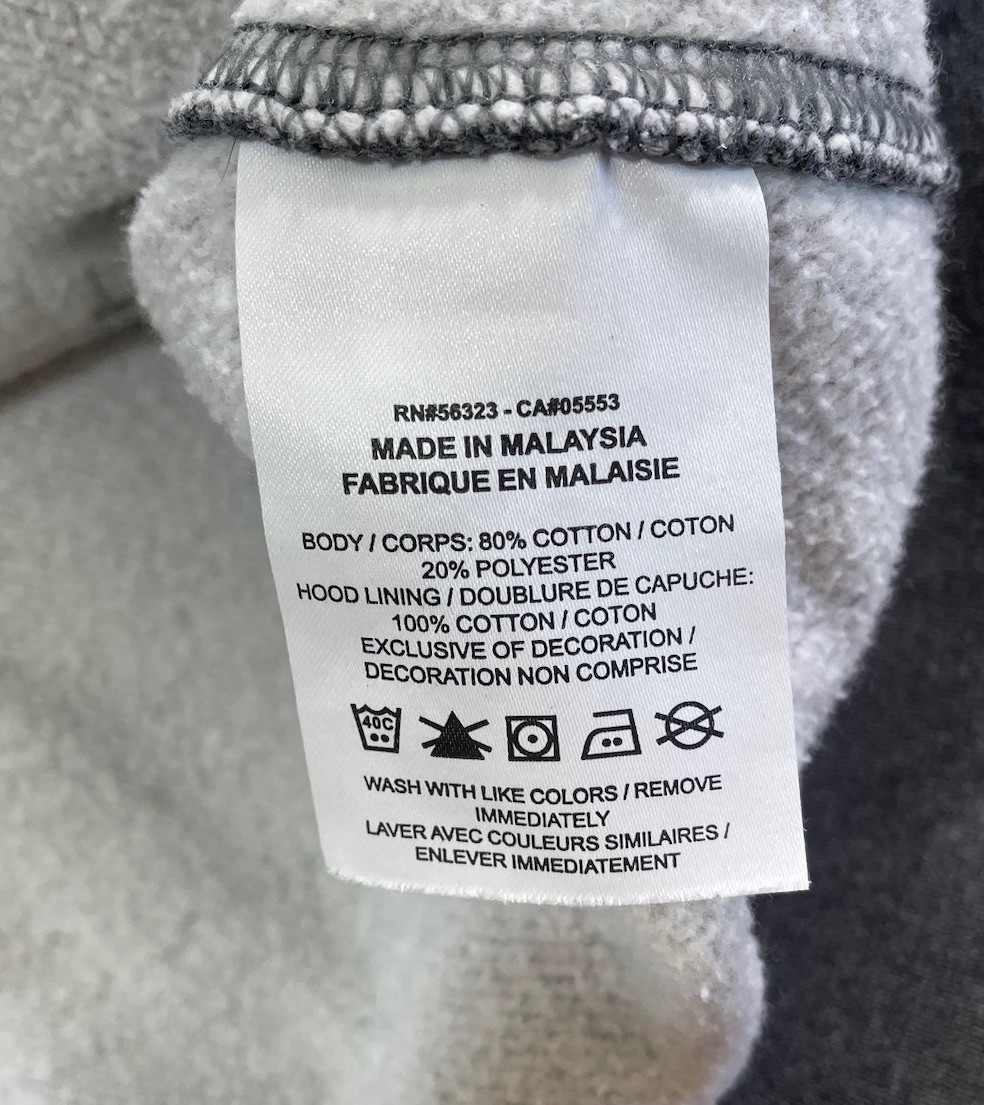 RN#56323 - CA#05553
MADE IN MALAYSIA
FABRIQUE EN MALAISIE
BODY / CORPS: 80% COTTON / COTON
20% POLYESTER
HOOD LINING / DOUBLURE DE CAPUCHE:
100% COTTON / COTON
EXCLUSIVE OF DECORATION /
DECORATION NON COMPRISE
40C
WASH WITH LIKE COLORS / REMOVE
IMMEDIATELY
LAVER AVEC COULEURS SIMILAIRES /
ENLEVER IMMEDIATEMENT